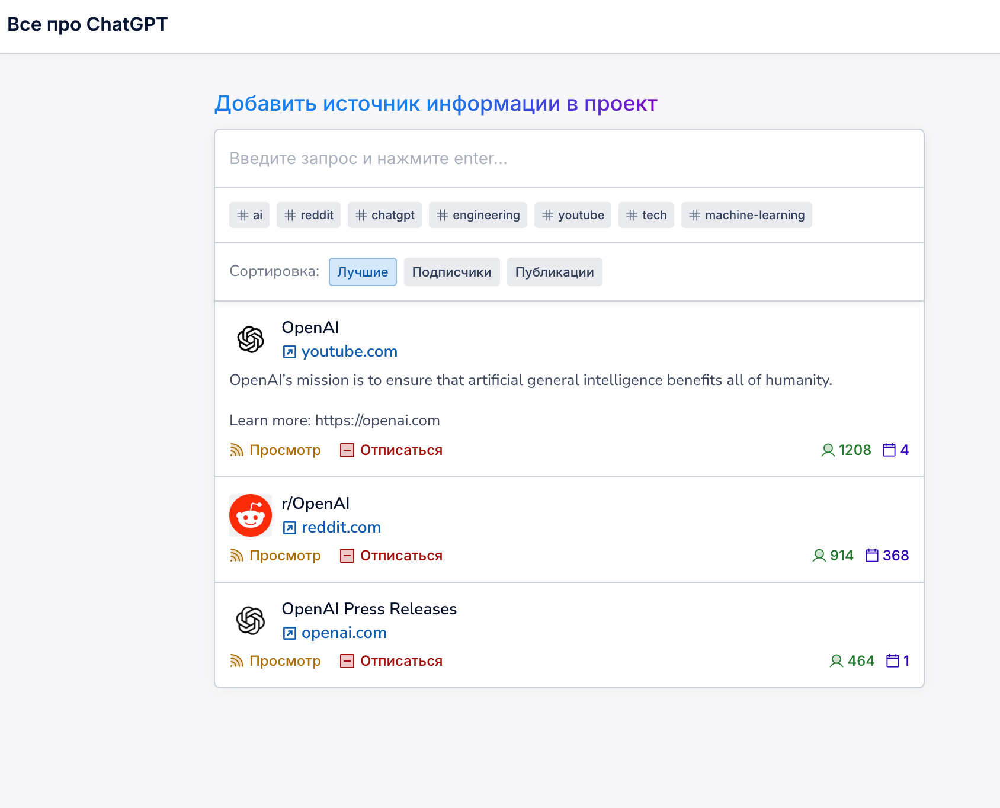 Все про ChatGPT
Добавить источник информации в проект
Введите запрос и нажмите enter...
# ai # reddit # chatgpt # engineering # youtube # tech # machine-learning
Сортировка: Лучшие Подписчики Публикации
OpenAI
youtube.com
OpenAI’s mission is to ensure that artificial general intelligence benefits all of humanity.
Learn more: https://openai.com
Просмотр Отписаться 1208 4
r/OpenAI
reddit.com
Просмотр Отписаться 914 368
OpenAI Press Releases
openai.com
Просмотр Отписаться 464 1